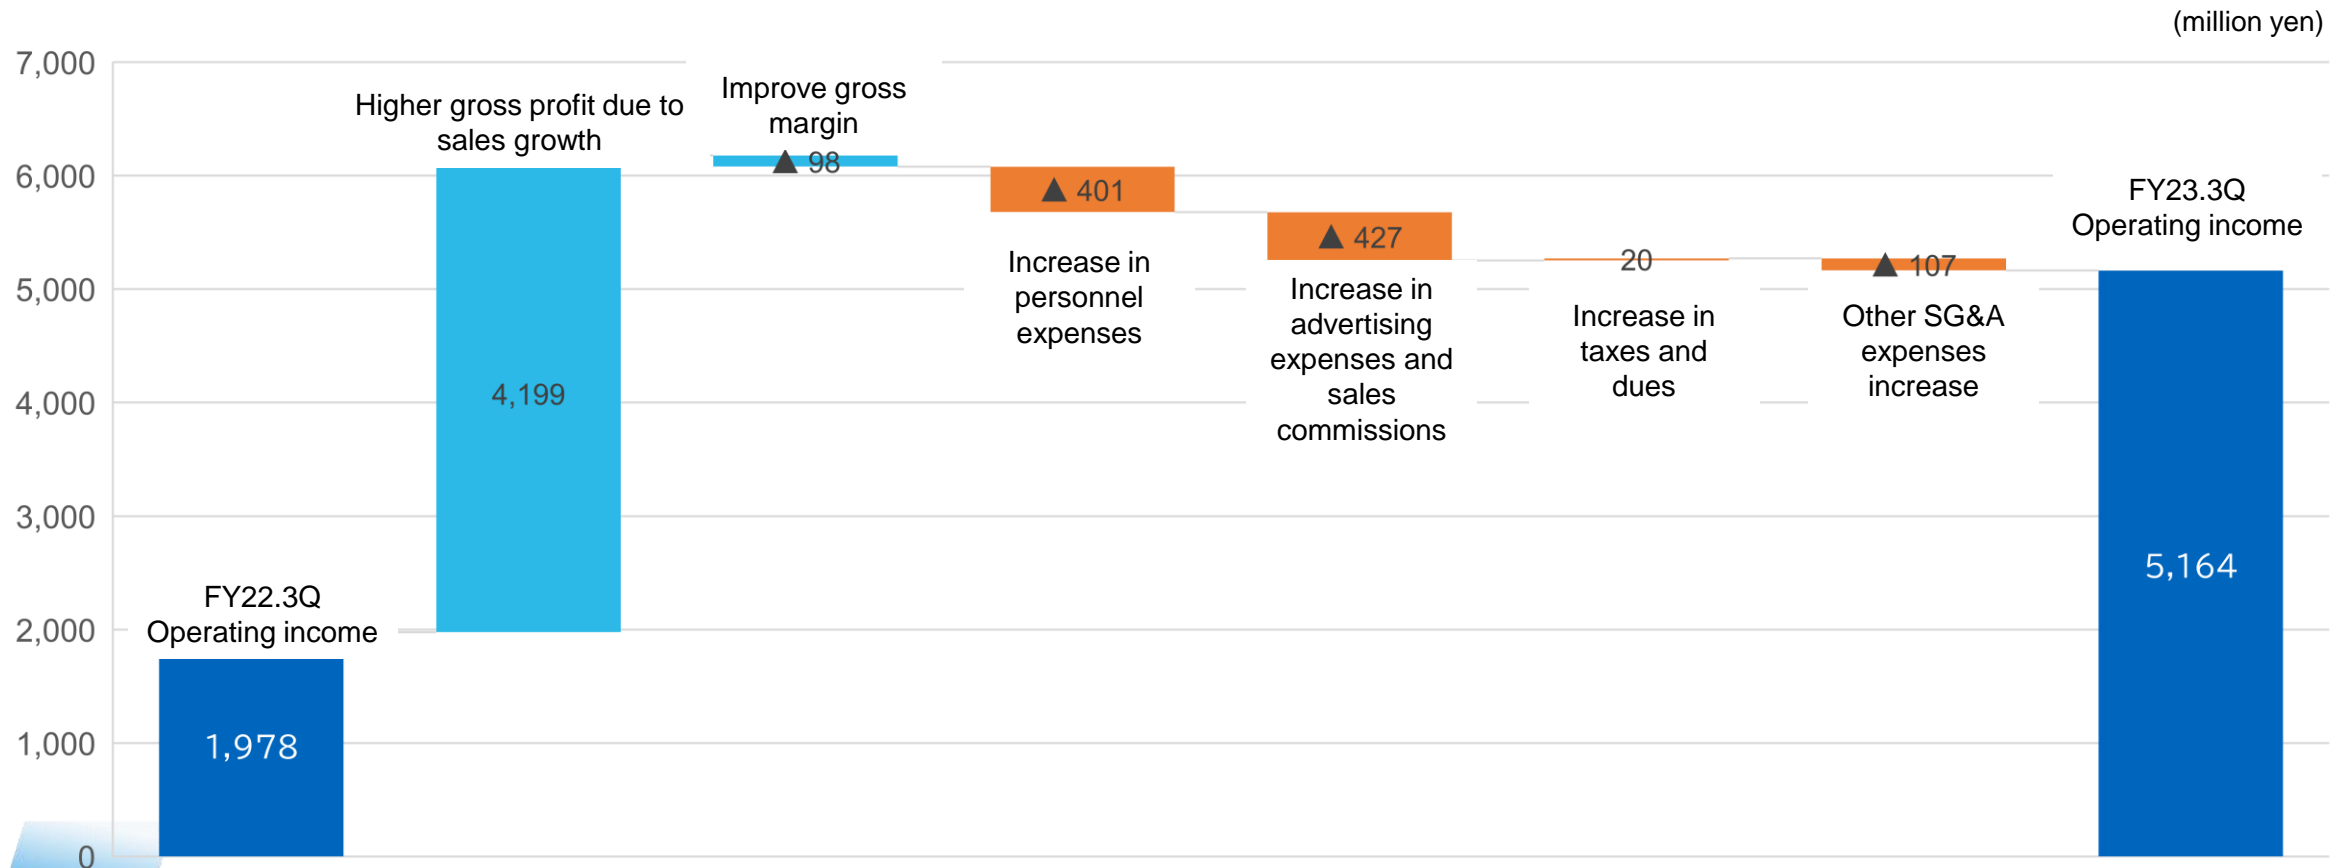 (million yen)
7,000
6,000
5,000
4,000
3,000
2,000
1,000
0
FY22.3Q
Operating income
1,978
Higher gross profit due to
sales growth
4,199
Improve gross
margin
▲ 98
▲ 401
Increase in
personnel
expenses
▲ 427
Increase in
advertising
expenses and
sales
commissions
20
Increase in
taxes and
dues
▲ 107
Other SG&A
expenses
increase
FY23.3Q
Operating income
5,164